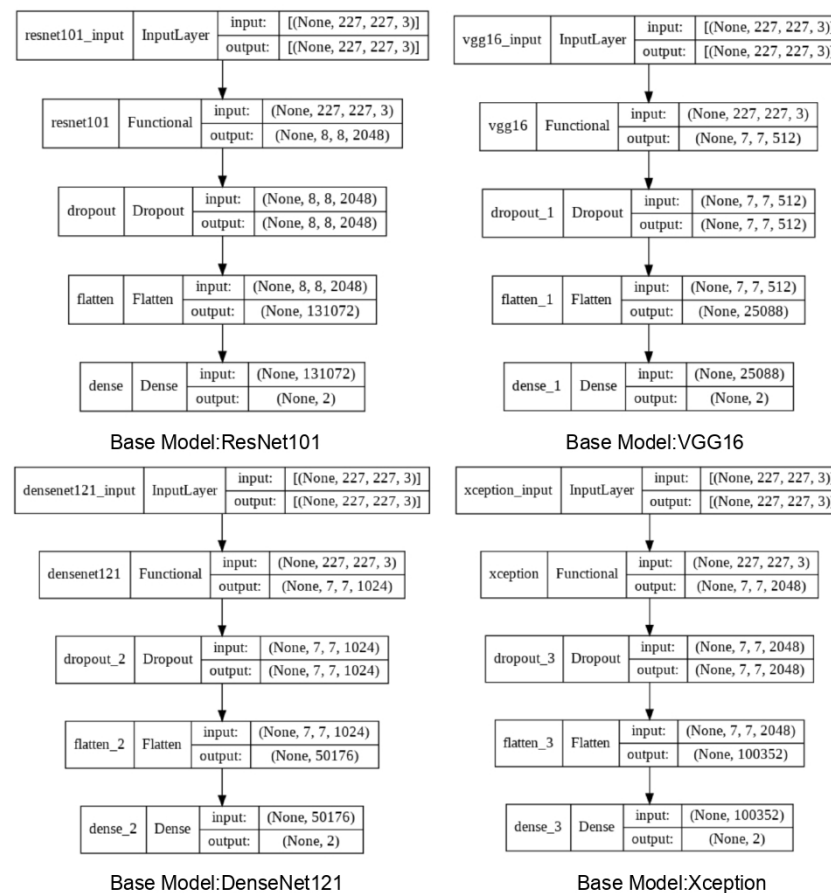 resnet101_input InputLayer input: [(None, 227, 227, 3)]
output: [(None, 227, 227, 3)]
resnet101 Functional input: (None, 227, 227, 3)
output: (None, 8, 8, 2048)
dropout Dropout input: (None, 8, 8, 2048)
output: (None, 8, 8, 2048)
flatten Flatten input: (None, 8, 8, 2048)
output: (None, 131072)
dense Dense input: (None, 131072)
output: (None, 2)
Base Model:ResNet101
vgg16_input InputLayer input: [(None, 227, 227, 3)]
output: [(None, 227, 227, 3)]
vgg16 Functional input: (None, 227, 227, 3)
output: (None, 7, 7, 512)
dropout_1 Dropout input: (None, 7, 7, 512)
output: (None, 7, 7, 512)
flatten_1 Flatten input: (None, 7, 7, 512)
output: (None, 25088)
dense_1 Dense input: (None, 25088)
output: (None, 2)
Base Model:VGG16
densenet121_input InputLayer input: [(None, 227, 227, 3)]
output: [(None, 227, 227, 3)]
densenet121 Functional input: (None, 227, 227, 3)
output: (None, 7, 7, 1024)
dropout_2 Dropout input: (None, 7, 7, 1024)
output: (None, 7, 7, 1024)
flatten_2 Flatten input: (None, 7, 7, 1024)
output: (None, 50176)
dense_2 Dense input: (None, 50176)
output: (None, 2)
Base Model:DenseNet121
xception_input InputLayer input: [(None, 227, 227, 3)]
output: [(None, 227, 227, 3)]
xception Functional input: (None, 227, 227, 3)
output: (None, 7, 7, 2048)
dropout_3 Dropout input: (None, 7, 7, 2048)
output: (None, 7, 7, 2048)
flatten_3 Flatten input: (None, 7, 7, 2048)
output: (None, 100352)
dense_3 Dense input: (None, 100352)
output: (None, 2)
Base Model:Xception